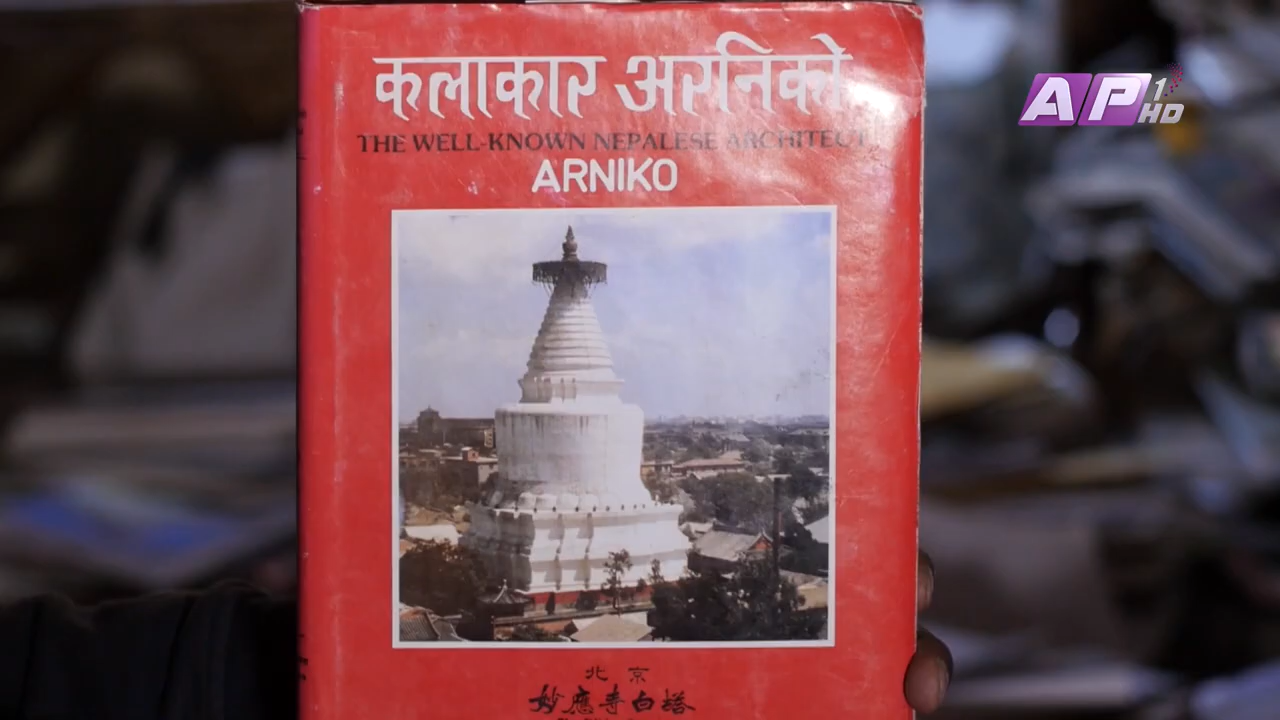 कलाकार अरनिको
THE WELL-KNOWN NEPALESE ARCHITECT
ARNIKO
北京
妙應寺白塔
AP1 HD